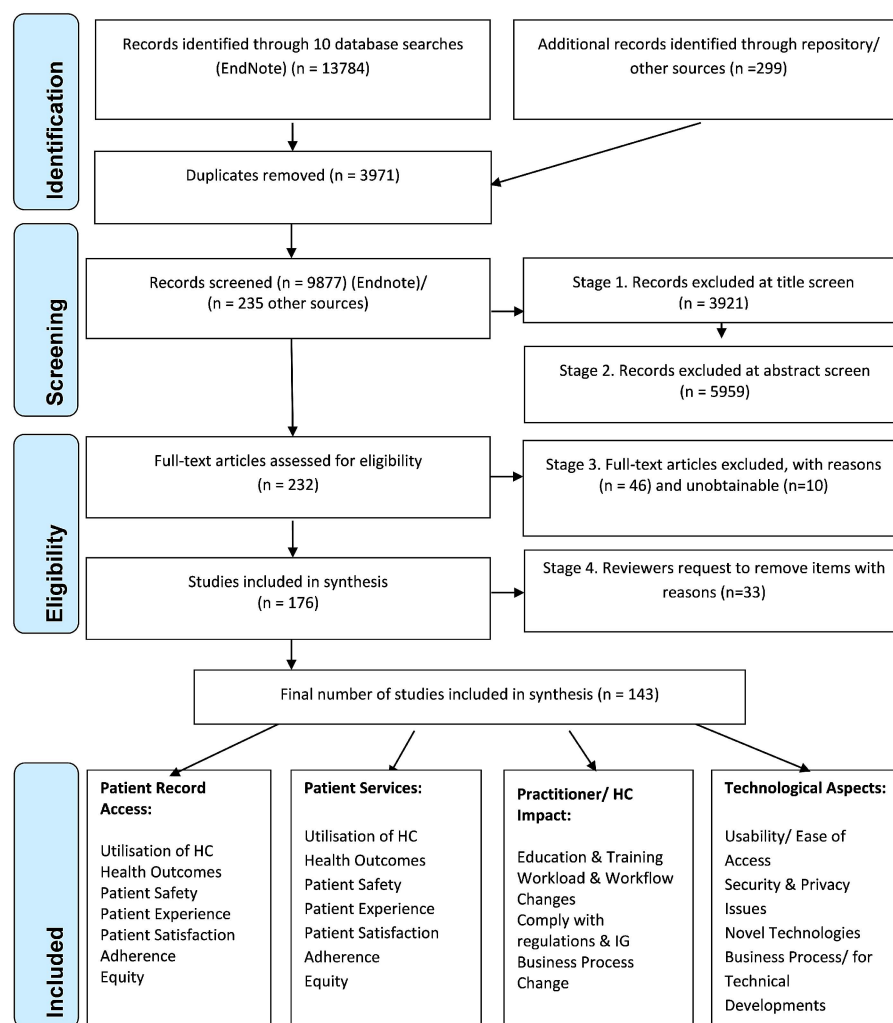 Identification
Records identified through 10 database searches
(EndNote) (n = 13784)
Additional records identified through repository/
other sources (n =299)
Duplicates removed (n = 3971)
Screening
Records screened (n = 9877) (Endnote)/
(n = 235 other sources)
Stage 1. Records excluded at title screen
(n = 3921)
Stage 2. Records excluded at abstract screen
(n = 5959)
Eligibility
Full-text articles assessed for eligibility
(n = 232)
Stage 3. Full-text articles excluded, with reasons
(n = 46) and unobtainable (n=10)
Studies included in synthesis
(n = 176)
Stage 4. Reviewers request to remove items with
reasons (n=33)
Final number of studies included in synthesis (n = 143)
Included
Patient Record
Access:
Utilisation of HC
Health Outcomes
Patient Safety
Patient Experience
Patient Satisfaction
Adherence
Equity
Patient Services:
Utilisation of HC
Health Outcomes
Patient Safety
Patient Experience
Patient Satisfaction
Adherence
Equity
Practitioner/ HC
Impact:
Education & Training
Workload & Workflow
Changes
Comply with
regulations & IG
Business Process
Change
Technological Aspects:
Usability/ Ease of
Access
Security & Privacy
Issues
Novel Technologies
Business Process/ for
Technical
Developments